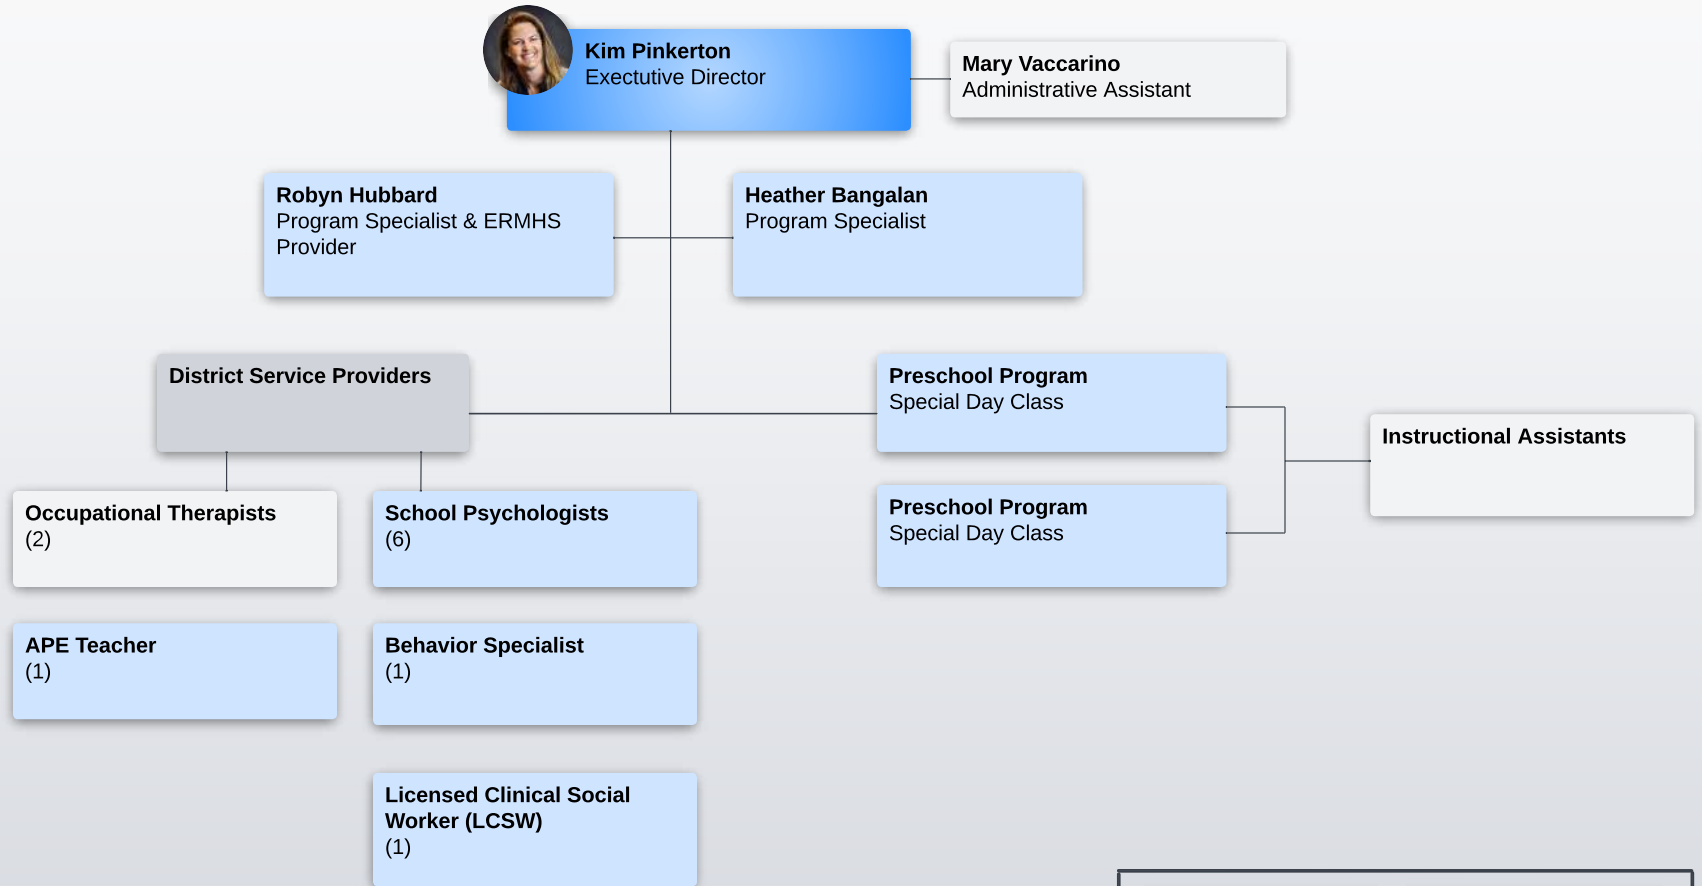 Kim Pinkerton
Exectutive Director
Mary Vaccarino
Administrative Assistant
Robyn Hubbard
Program Specialist & ERMHS
Provider
Heather Bangalan
Program Specialist
District Service Providers
Preschool Program
Special Day Class
Instructional Assistants
Occupational Therapists
(2)
School Psychologists
(6)
Preschool Program
Special Day Class
APE Teacher
(1)
Behavior Specialist
(1)
Licensed Clinical Social
Worker (LCSW)
(1)